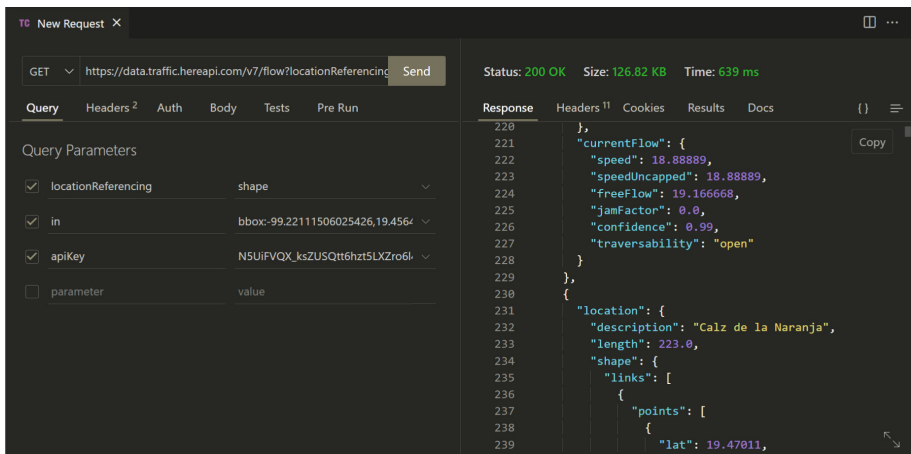 TC New Request
GET https://data.traffic.hereapi.com/v7/flow?locationReferencing Send
Query Headers 2 Auth Body Tests Pre Run
Query Parameters
locationReferencing shape
in bbox:-99.22111506025426,19.4564
apiKey N5UiFVQX_ksZUSQtt6hzt5LXZro6l
parameter value
Status: 200 OK Size: 126.82 KB Time: 639 ms
Response Headers 11 Cookies Results Docs {}
Copy
220 },
221 "currentFlow": {
222 "speed": 18.88889,
223 "speedUncapped": 18.88889,
224 "freeFlow": 19.166668,
225 "jamFactor": 0.0,
226 "confidence": 0.99,
227 "traversability": "open"
228 }
229 },
230 {
231 "location": {
232 "description": "Calz de la Naranja",
233 "length": 223.0,
234 "shape": {
235 "links": [
236 {
237 "points": [
238 {
239 "lat": 19.47011,